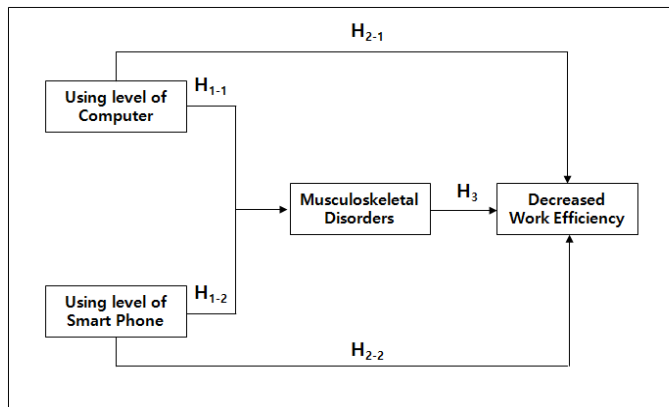 H2-1
Using level of
Computer
H1-1
Musculoskeletal
Disorders
H3
Decreased
Work Efficiency
Using level of
Smart Phone
H1-2
H2-2